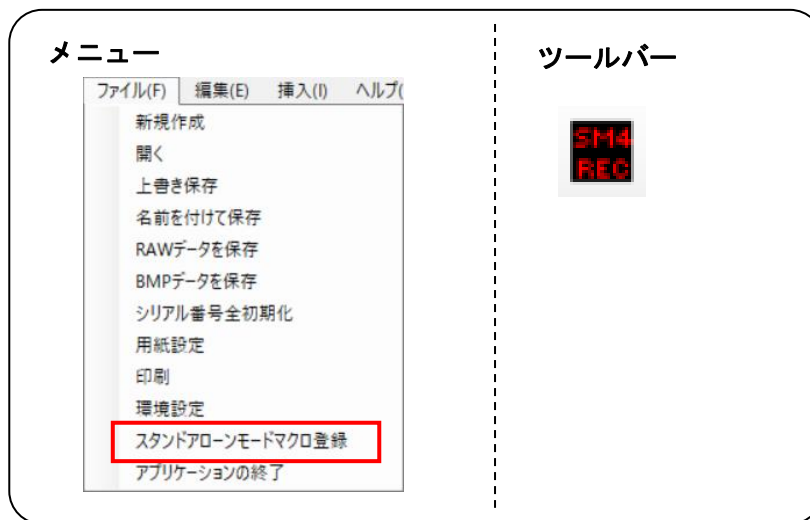 メニュー
ファイル(F) 編集(E) 挿入(I) ヘルプ(
新規作成
開く
上書き保存
名前を付けて保存
RAWデータを保存
BMPデータを保存
シリアル番号全初期化
用紙設定
印刷
環境設定
スタンドアローンモードマクロ登録
アプリケーションの終了
ツールバー
SM4
REC